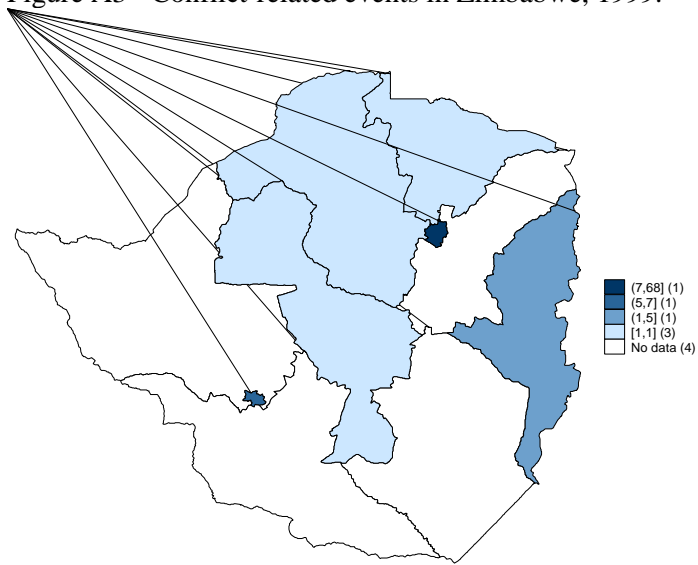 Figure A3 - Conflict-related events in Zimbabwe, 1999.
(7,68] (1)
(5,7] (1)
(1,5] (1)
[1,1] (3)
No data (4)